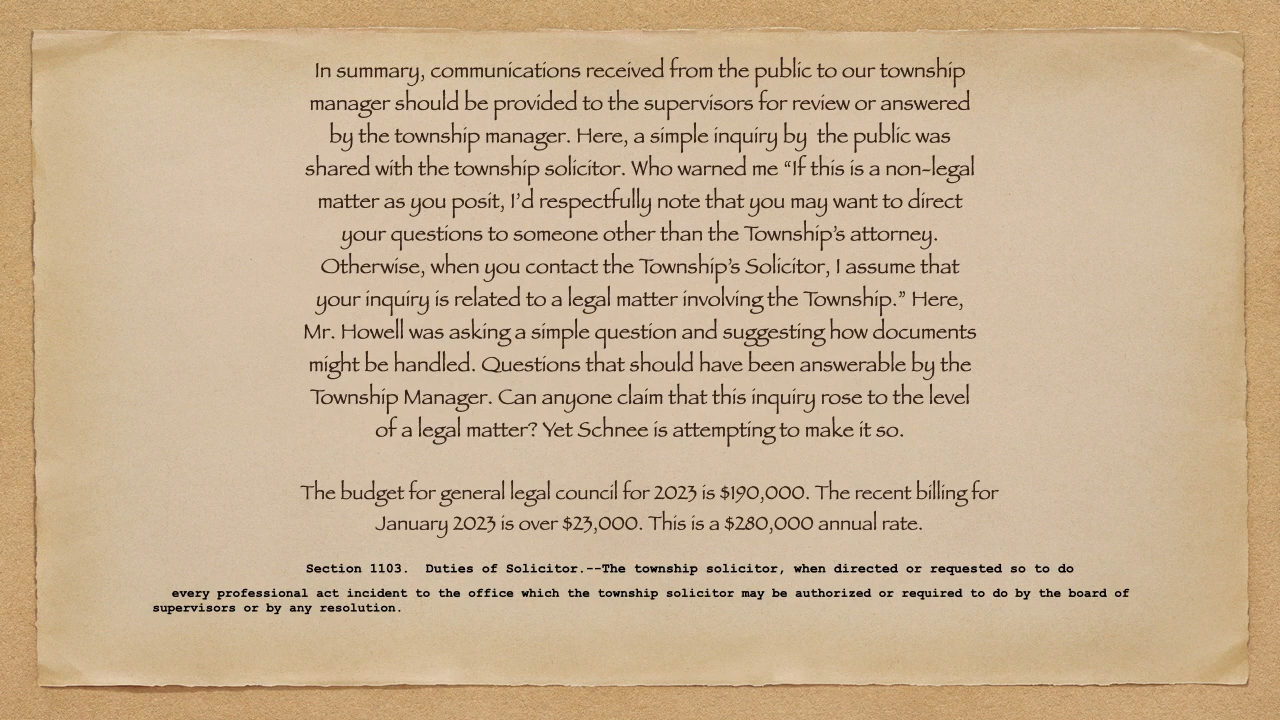 In summary, communications received from the public to our township
manager should be provided to the supervisors for review or answered
by the township manager. Here, a simple inquiry by  the public was
shared with the township solicitor. Who warned me “If this is a non-legal
matter as you posit, I’d respectfully note that you may want to direct
your questions to someone other than the Township’s attorney.
Otherwise, when you contact the Township’s Solicitor, I assume that
your inquiry is related to a legal matter involving the Township.” Here,
Mr. Howell was asking a simple question and suggesting how documents
might be handled. Questions that should have been answerable by the
Township Manager. Can anyone claim that this inquiry rose to the level
of a legal matter? Yet Schnee is attempting to make it so.
The budget for general legal council for 2023 is $190,000. The recent billing for
January 2023 is over $23,000. This is a $280,000 annual rate.
Section 1103.  Duties of Solicitor.--The township solicitor, when directed or requested so to do
every professional act incident to the office which the township solicitor may be authorized or required to do by the board of
supervisors or by any resolution.